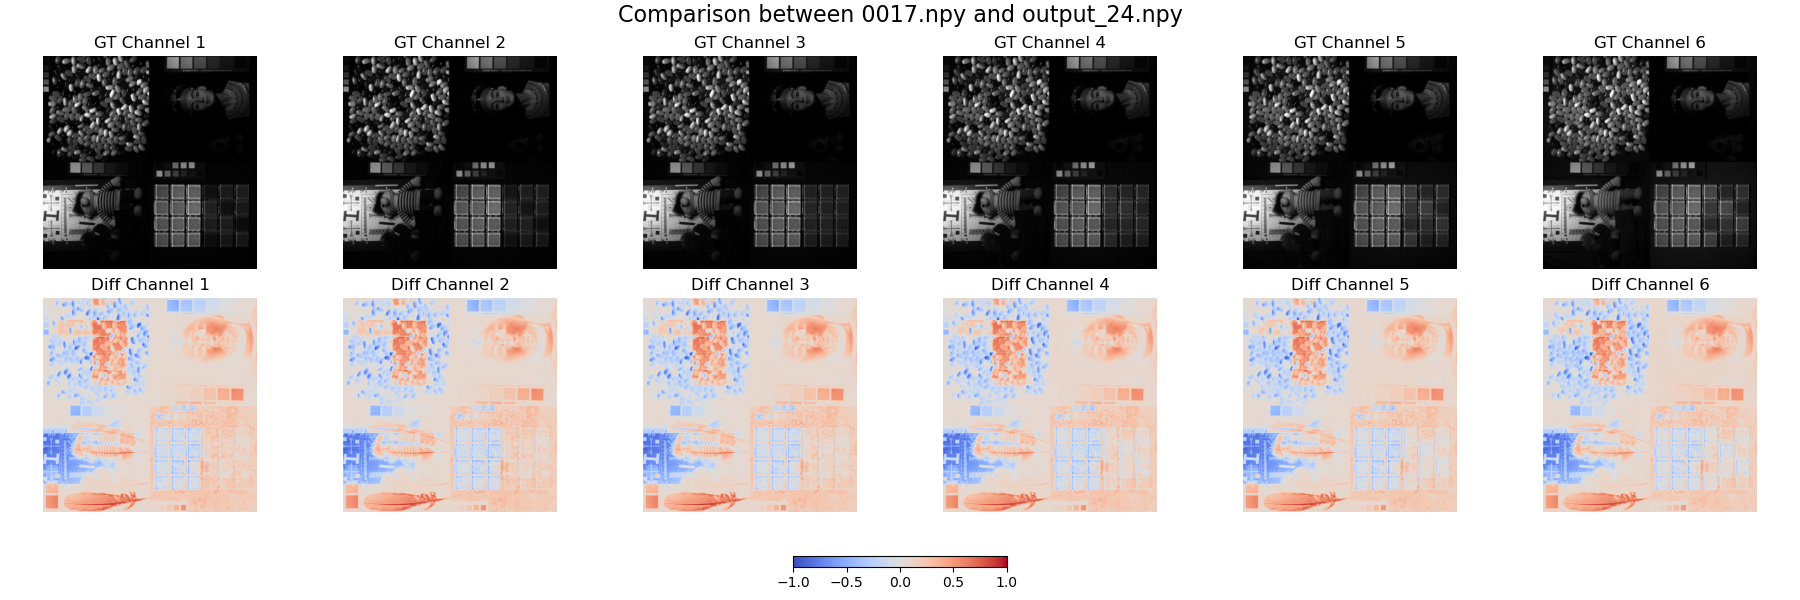 Comparison between 0017.npy and output_24.npy
GT Channel 1
GT Channel 2
GT Channel 3
GT Channel 4
GT Channel 5
GT Channel 6
Diff Channel 1
Diff Channel 2
Diff Channel 3
Diff Channel 4
Diff Channel 5
Diff Channel 6
−1.0 −0.5 0.0 0.5 1.0